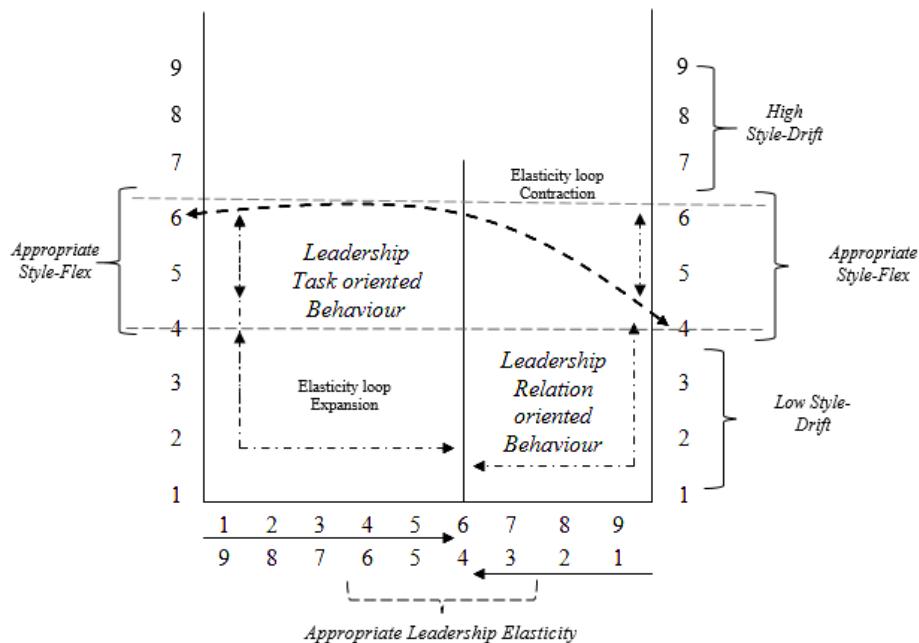 9
9
8
8
High
Style-Drift
7
7
Elasticity loop
Contraction
6
6
Appropriate
Style-Flex
Leadership
Task oriented
Behaviour
5
5
Appropriate
Style-Flex
4
4
Leadership
Relation
oriented
Behaviour
3
3
Elasticity loop
Expansion
Low Style-
Drift
2
2
1
1
1 2 3 4 5 6 7 8 9
9 8 7 6 5 4 3 2 1
Appropriate Leadership Elasticity